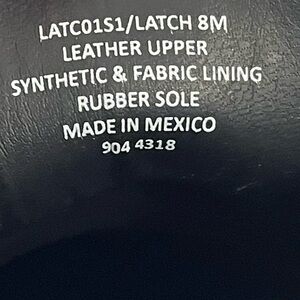 LATC01S1/LATCH 8M
LEATHER UPPER
SYNTHETIC & FABRIC LINING
RUBBER SOLE
MADE IN MEXICO
904 4318